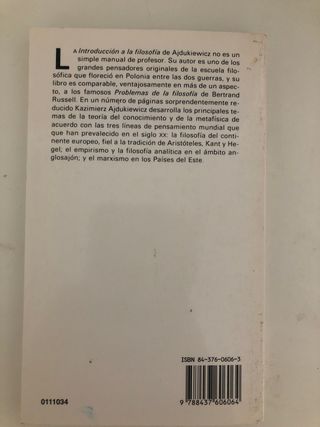 LA Introducción a la filosofía de Ajdukiewicz no es un
simple manual de profesor. Su autor es uno de los
grandes pensadores originales de la escuela filo-
sófica que floreció en Polonia entre las dos guerras, y su
libro es comparable, ventajosamente en más de un aspec-
to, a los famosos Problemas de la filosofía de Bertrand
Russell. En un número de páginas sorprendentemente re-
ducido Kazimierz Ajdukiewicz desarrolla los principales
temas de la teoría del conocimiento y de la metafísica de
acuerdo con las tres líneas de pensamiento mundial que
que han prevalecido en el siglo XX: la filosofía del conti-
nente europeo, fiel a la tradición de Aristóteles, Kant y He-
gel, el empirismo y la filosofía analítica en el ámbito an-
glosajón; y el marxismo en los Países del Este.
ISBN 84-376-0606-3
0111034
9 788437 606064